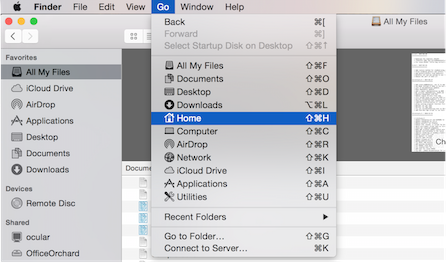 Finder File Edit View Go Window Help
Back ⌘[
Forward ⌘]
Select Startup Disk on Desktop ⇧⌘↑
All My Files ⇧⌘F
Documents ⇧⌘O
Desktop ⇧⌘D
Downloads ⌥⌘L
Home ⇧⌘H
Computer ⇧⌘C
AirDrop ⇧⌘R
Network ⇧⌘K
iCloud Drive ⇧⌘I
Applications ⇧⌘A
Utilities ⇧⌘U
Recent Folders
Go to Folder… ⇧⌘G
Connect to Server… ⌘K
Favorites
All My Files
iCloud Drive
AirDrop
Applications
Desktop
Documents
Downloads
Devices
Remote Disc
Shared
ocular
OfficeOrchard
All My Files
Ch
Docume